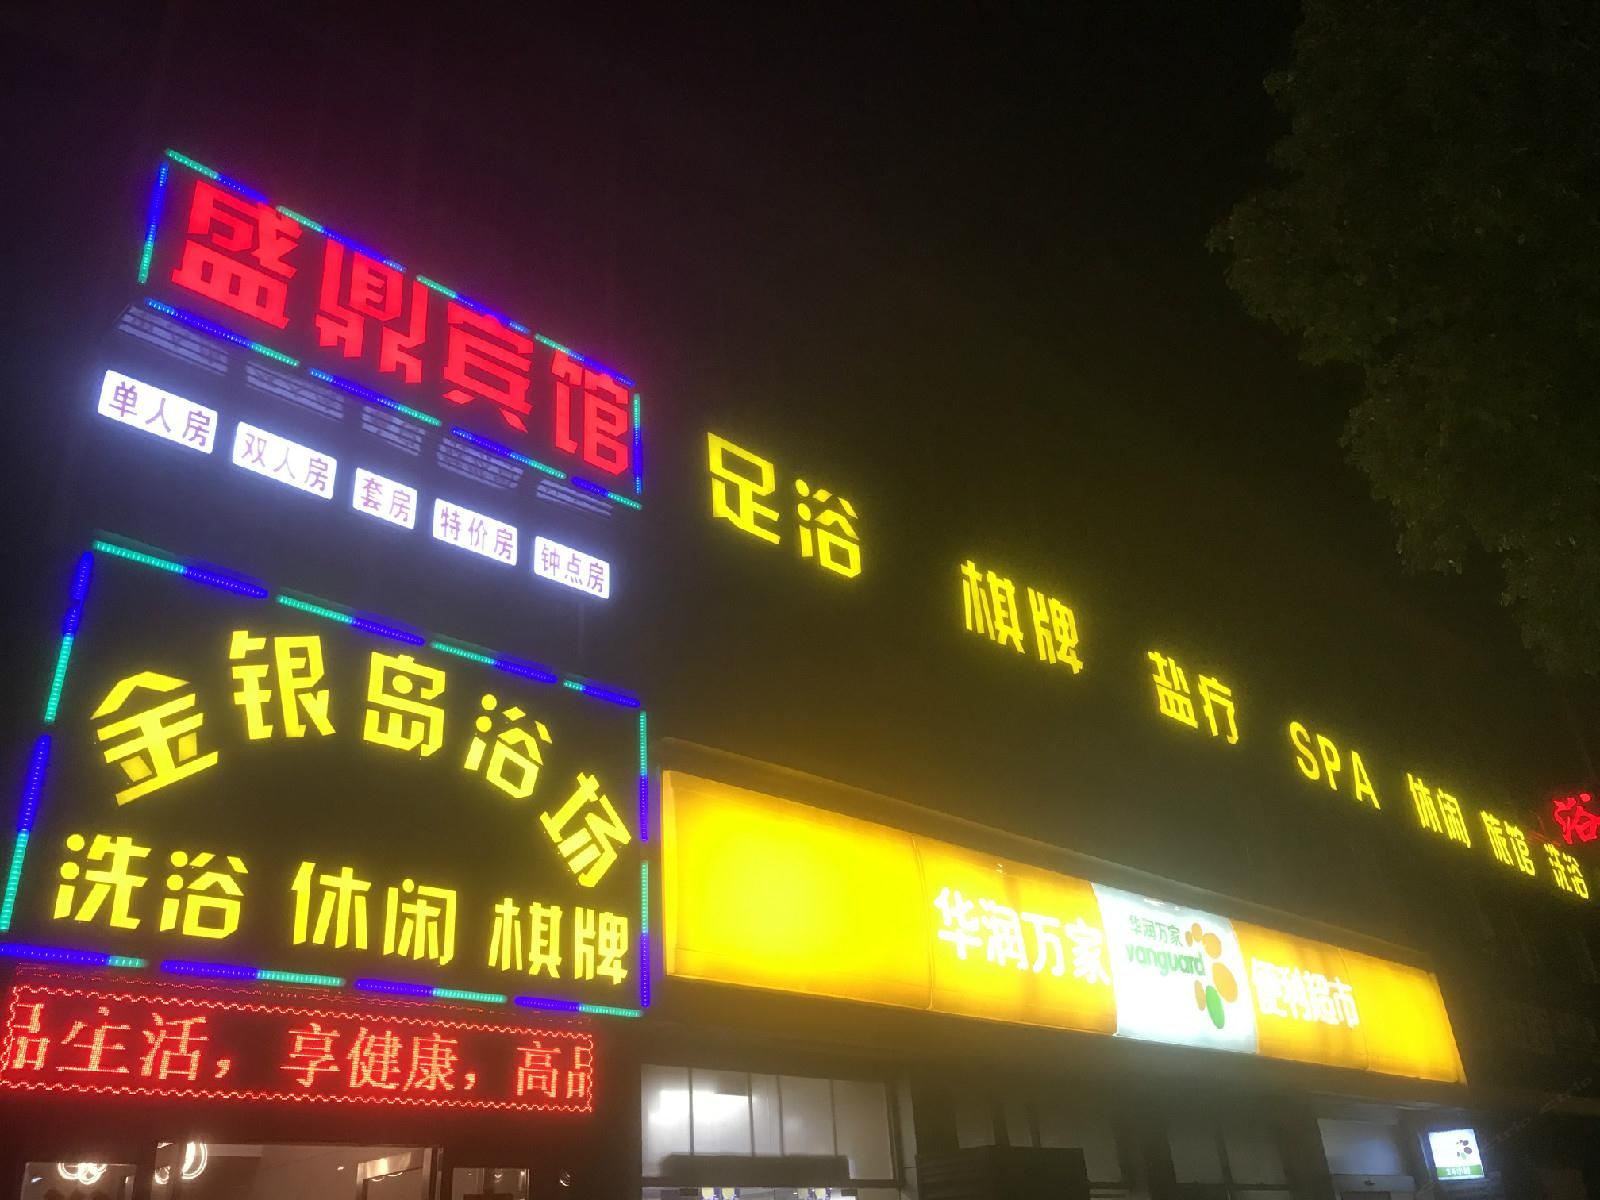 盛鼎宾馆
单人房 双人房 套房 特价房 钟点房
金银岛浴场
洗浴 休闲 棋牌
品生活，享健康，高品
足浴 棋牌 盐疗 SPA 休闲 旅馆 洗浴
浴
华润万家
华润万家
vanguard
便利超市